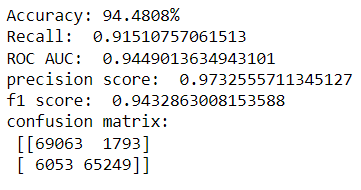 Accuracy: 94.4808%
Recall:  0.91510757061513
ROC AUC:  0.9449013634943101
precision score:  0.9732555711345127
f1 score:  0.9432863008153588
confusion matrix:
 [[69063  1793]
 [ 6053 65249]]